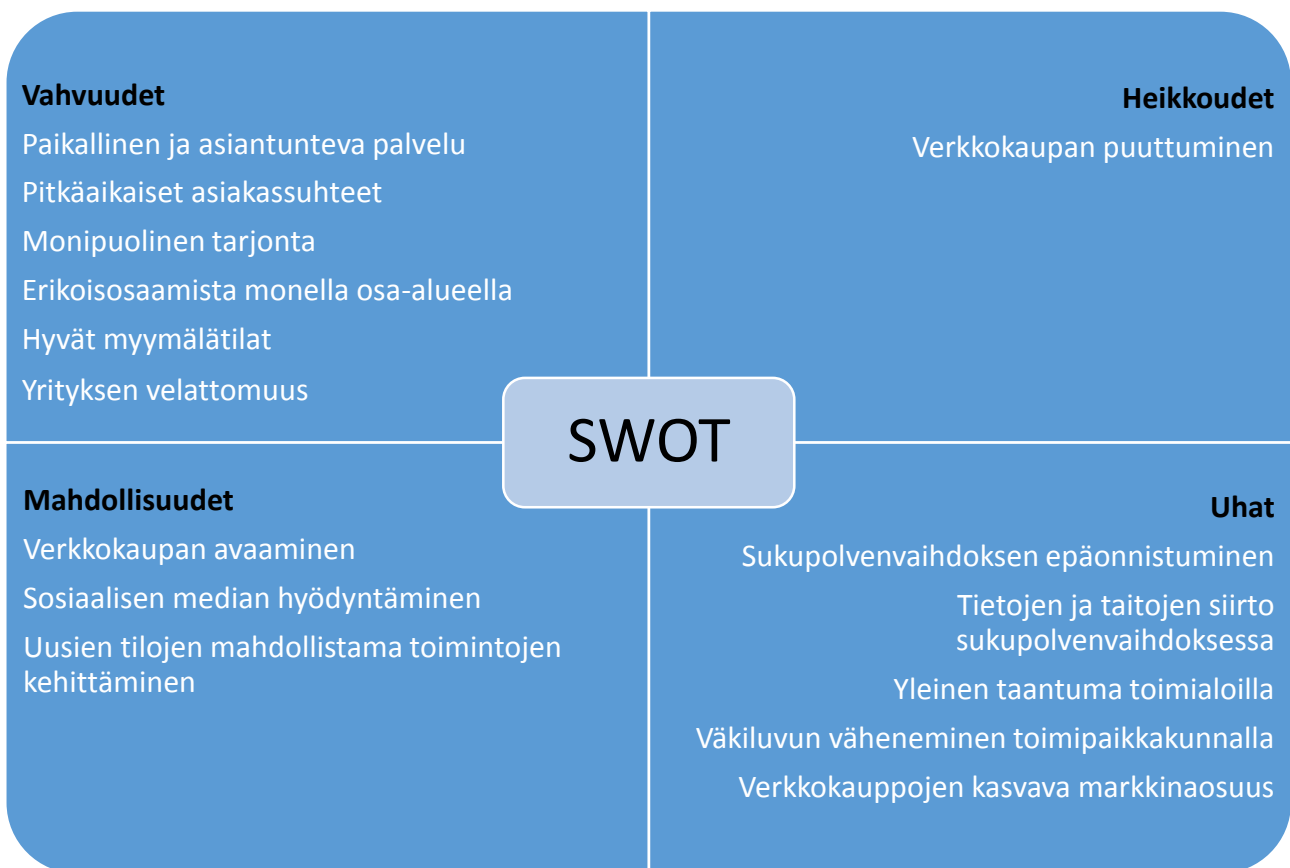 Vahvuudet
Paikallinen ja asiantunteva palvelu
Pitkäaikaiset asiakassuhteet
Monipuolinen tarjonta
Erikoisosaamista monella osa-alueella
Hyvät myymälätilat
Yrityksen velattomuus
Heikkoudet
Verkkokaupan puuttuminen
SWOT
Mahdollisuudet
Verkkokaupan avaaminen
Sosiaalisen median hyödyntäminen
Uusien tilojen mahdollistama toimintojen
kehittäminen
Uhat
Sukupolvenvaihdoksen epäonnistuminen
Tietojen ja taitojen siirto
sukupolvenvaihdoksessa
Yleinen taantuma toimialoilla
Väkiluvun väheneminen toimipaikkakunnalla
Verkkokauppojen kasvava markkinaosuus